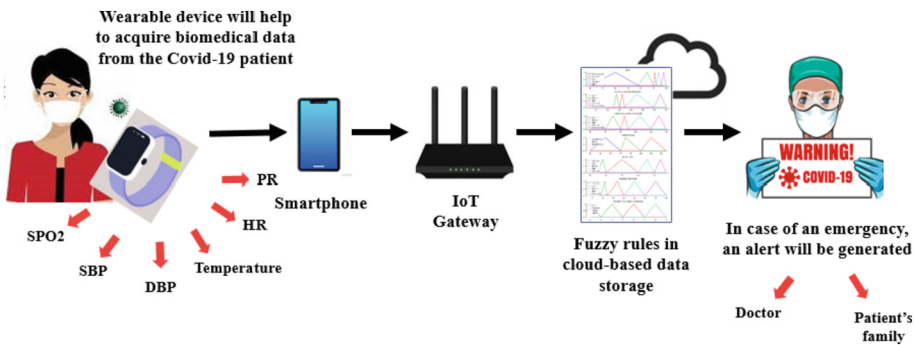 Wearable device will help
to acquire biomedical data
from the Covid-19 patient
PR
HR
Temperature
DBP
SBP
SPO2
Smartphone
IoT
Gateway
Fuzzy rules in
cloud-based data
storage
WARNING!
COVID-19
In case of an emergency,
an alert will be generated
Doctor
Patient's
family